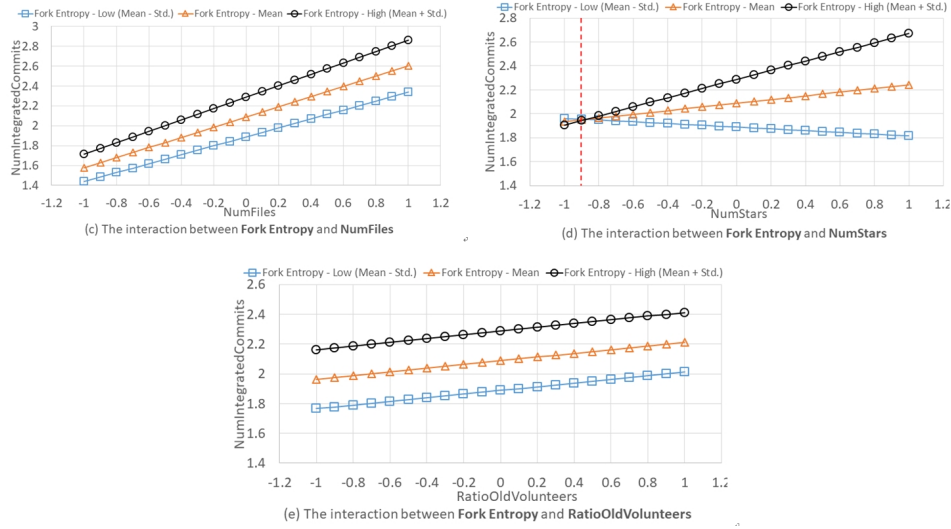 Fork Entropy - Low (Mean - Std.) Fork Entropy - Mean Fork Entropy - High (Mean + Std.)
3
2.8
2.6
2.4
2.2
2
1.8
1.6
1.4
NumIntegratedCommits
-1.2 -1 -0.8 -0.6 -0.4 -0.2 0 0.2 0.4 0.6 0.8 1 1.2
NumFiles
(c) The interaction between Fork Entropy and NumFiles
Fork Entropy - Low (Mean - Std.) Fork Entropy - Mean Fork Entropy - High (Mean + Std.)
2.8
2.6
2.4
2.2
2
1.8
1.6
1.4
NumIntegratedCommits
-1.2 -1 -0.8 -0.6 -0.4 -0.2 0 0.2 0.4 0.6 0.8 1 1.2
NumStars
(d) The interaction between Fork Entropy and NumStars
Fork Entropy - Low (Mean - Std.) Fork Entropy - Mean Fork Entropy - High (Mean + Std.)
2.6
2.4
2.2
2
1.8
1.6
1.4
NumIntegratedCommits
-1.2 -1 -0.8 -0.6 -0.4 -0.2 0 0.2 0.4 0.6 0.8 1 1.2
RatioOldVolunteers
(e) The interaction between Fork Entropy and RatioOldVolunteers